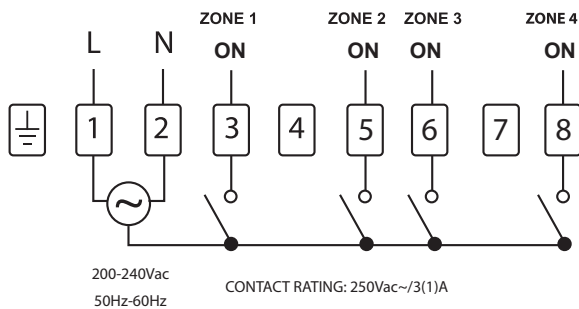 ZONE 1 ZONE 2 ZONE 3 ZONE 4
L N ON ON ON ON
1 2 3 4 5 6 7 8
200-240Vac
50Hz-60Hz
CONTACT RATING: 250Vac~/3(1)A